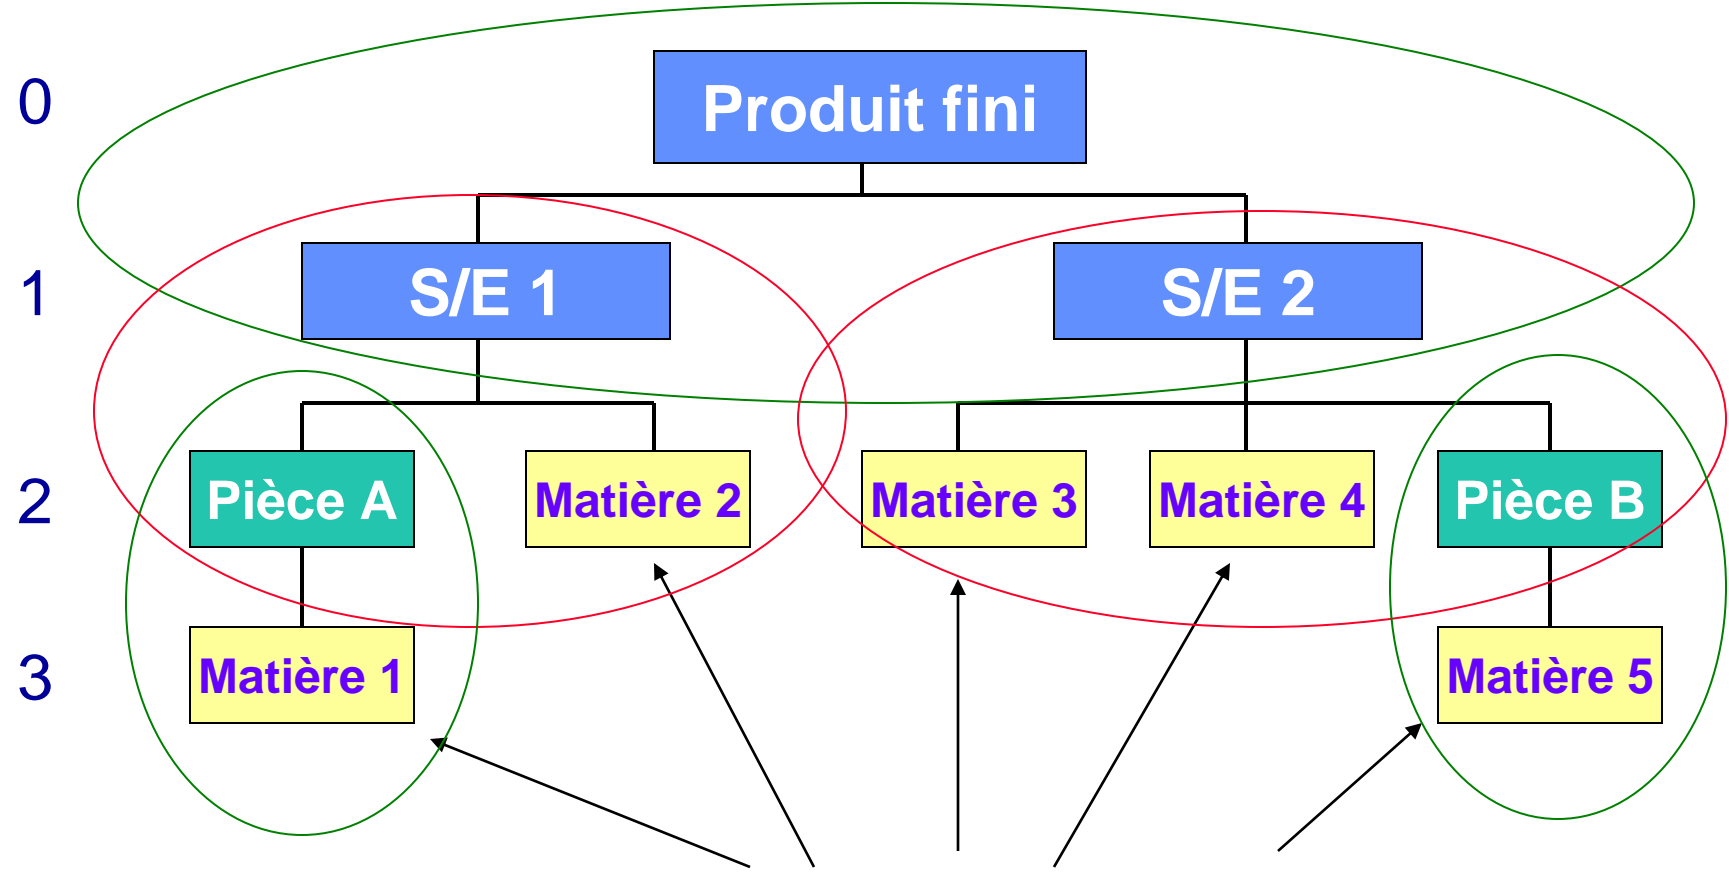 0
Produit fini
1
S/E 1
S/E 2
2
Pièce A
Matière 2
Matière 3
Matière 4
Pièce B
3
Matière 1
Matière 5